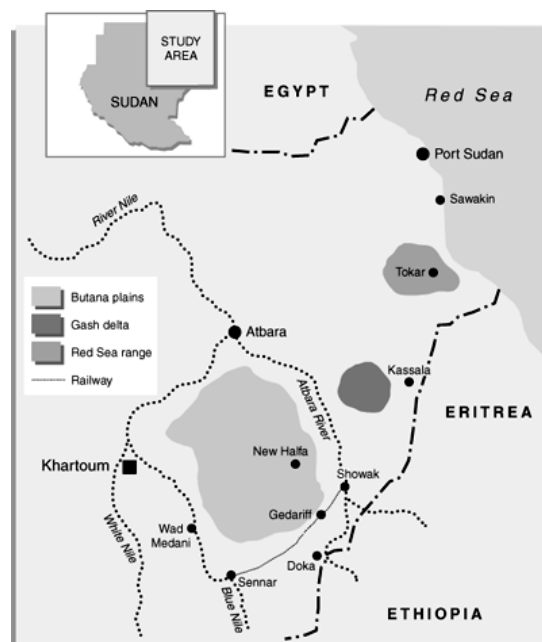 STUDY
AREA
SUDAN
EGYPT
Red Sea
Port Sudan
Sawakin
River Nile
Tokar
Butana plains
Gash delta
Red Sea range
Railway
Atbara
Kassala
Atbara River
ERITREA
New Halfa
Khartoum
Showak
Gedariff
White Nile
Wad
Medani
Doka
Sennar
Blue Nile
ETHIOPIA